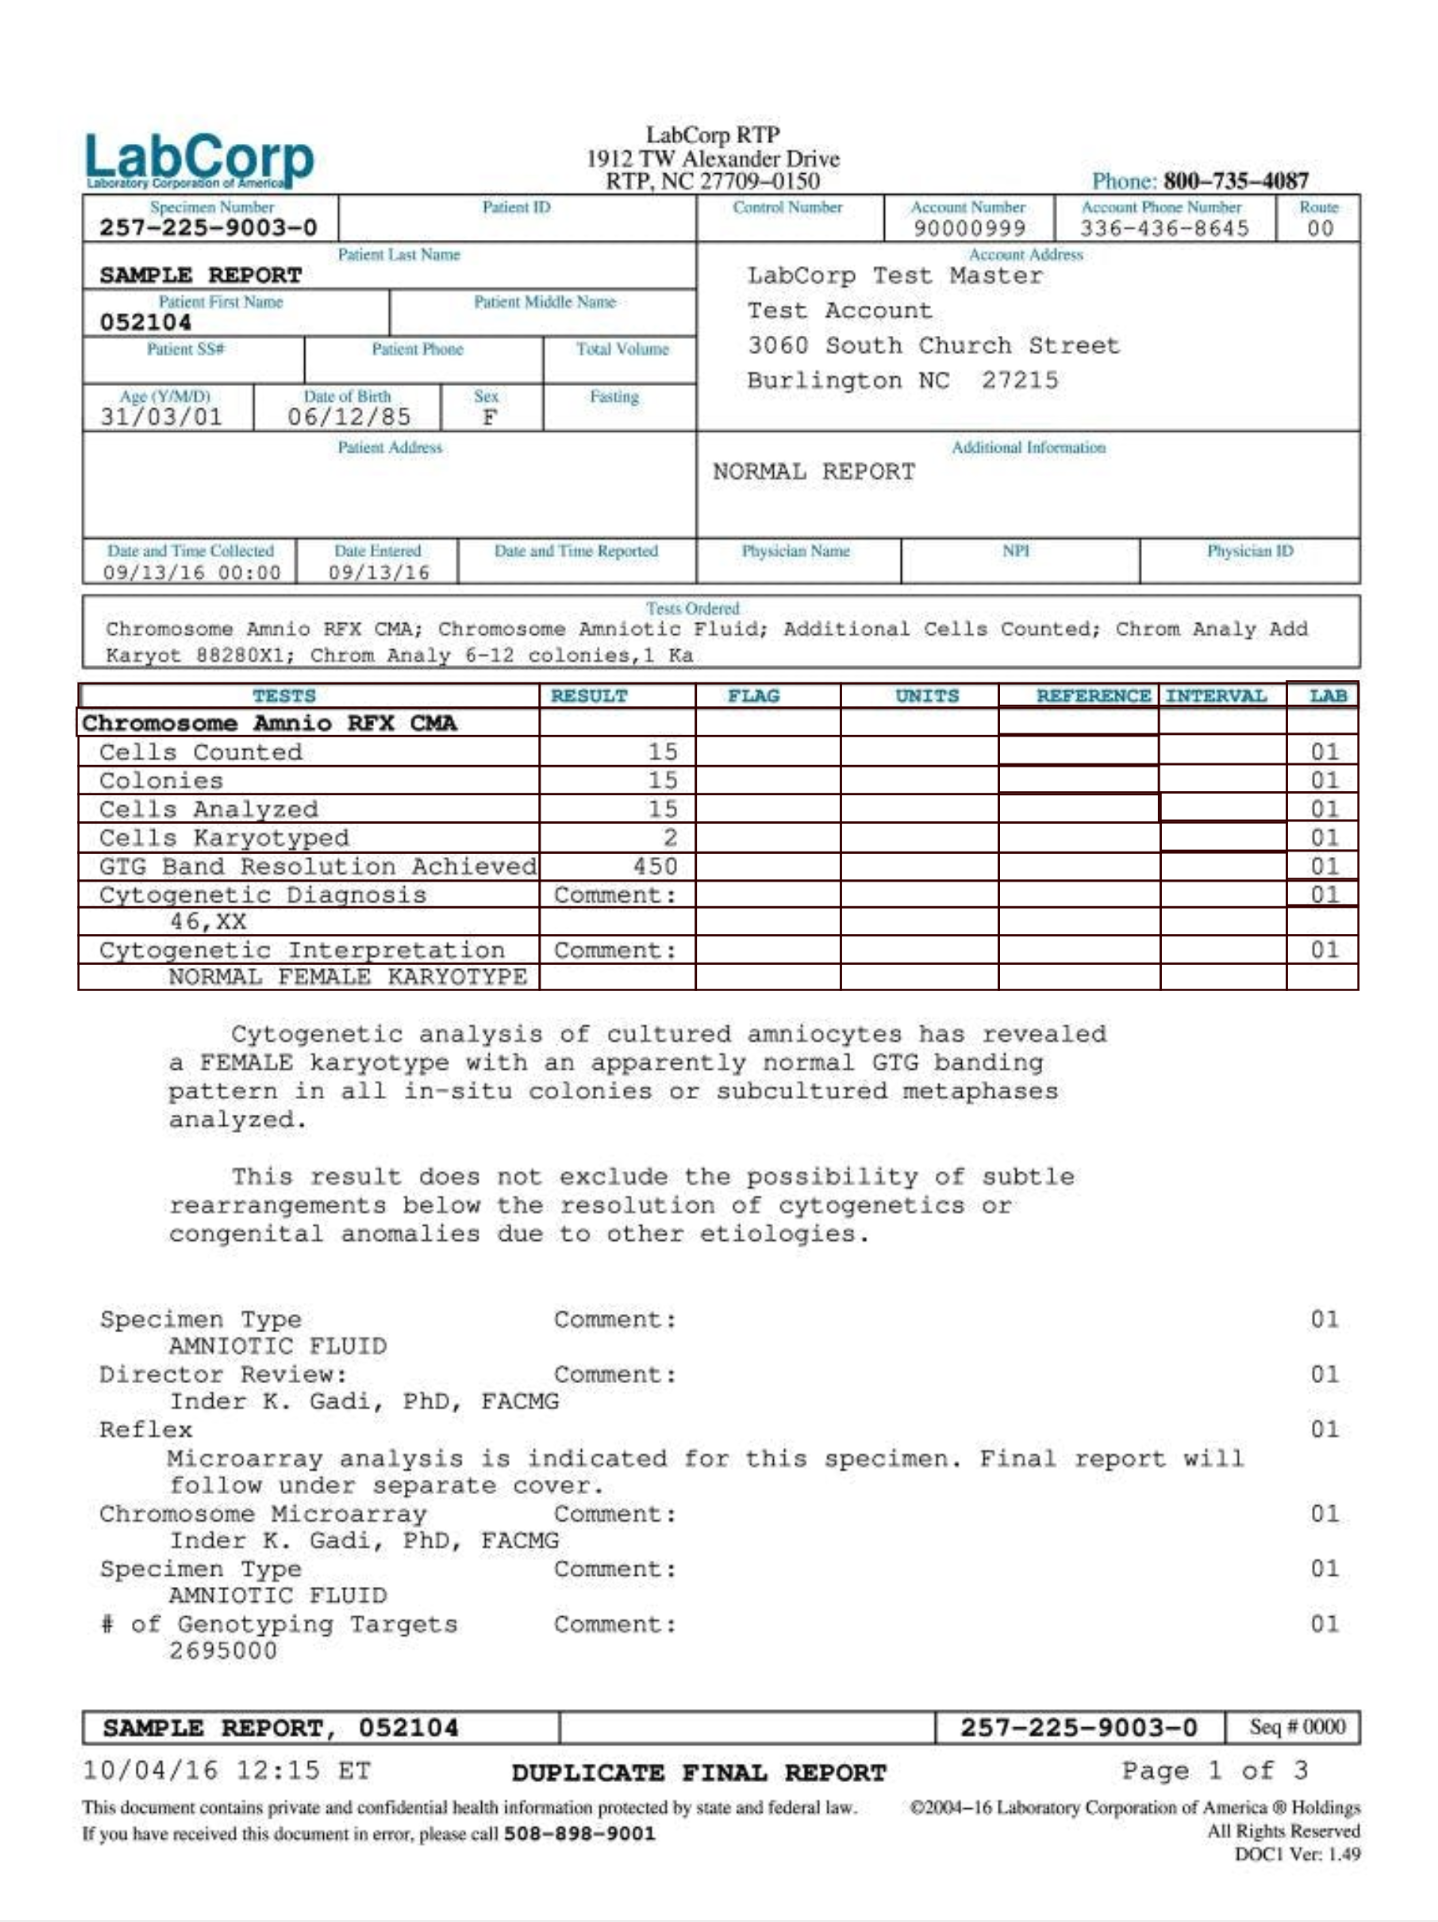 LabCorp
Laboratory Corporation of America
LabCorp RTP
1912 TW Alexander Drive
RTP, NC 27709–0150
Phone: 800–735–4087
Specimen Number Patient ID Control Number Account Number Account Phone Number Route
257-225-9003-0 90000999 336-436-8645 00
Patient Last Name Account Address
SAMPLE REPORT LabCorp Test Master
Patient First Name Patient Middle Name Test Account
052104
Patient SS# Patient Phone Total Volume 3060 South Church Street
Burlington NC 27215
Age (Y/M/D) Date of Birth Sex Fasting
31/03/01 06/12/85 F
Patient Address Additional Information
NORMAL REPORT
Date and Time Collected Date Entered Date and Time Reported Physician Name NPI Physician ID
09/13/16 00:00 09/13/16
Tests Ordered
Chromosome Amnio RFX CMA; Chromosome Amniotic Fluid; Additional Cells Counted; Chrom Analy Add
Karyot 88280X1; Chrom Analy 6-12 colonies,1 Ka
TESTS RESULT FLAG UNITS REFERENCE INTERVAL LAB
Chromosome Amnio RFX CMA
Cells Counted 15 01
Colonies 15 01
Cells Analyzed 15 01
Cells Karyotyped 2 01
GTG Band Resolution Achieved 450 01
Cytogenetic Diagnosis Comment: 01
46,XX
Cytogenetic Interpretation Comment: 01
NORMAL FEMALE KARYOTYPE
Cytogenetic analysis of cultured amniocytes has revealed
a FEMALE karyotype with an apparently normal GTG banding
pattern in all in-situ colonies or subcultured metaphases
analyzed.
This result does not exclude the possibility of subtle
rearrangements below the resolution of cytogenetics or
congenital anomalies due to other etiologies.
Specimen Type Comment: 01
AMNIOTIC FLUID
Director Review: Comment: 01
Inder K. Gadi, PhD, FACMG
Reflex 01
Microarray analysis is indicated for this specimen. Final report will
follow under separate cover.
Chromosome Microarray Comment: 01
Inder K. Gadi, PhD, FACMG
Specimen Type Comment: 01
AMNIOTIC FLUID
# of Genotyping Targets Comment: 01
2695000
SAMPLE REPORT, 052104 257-225-9003-0 Seq # 0000
10/04/16 12:15 ET DUPLICATE FINAL REPORT Page 1 of 3
This document contains private and confidential health information protected by state and federal law. ©2004–16 Laboratory Corporation of America ® Holdings
If you have received this document in error, please call 508–898–9001 All Rights Reserved
DOC1 Ver: 1.49